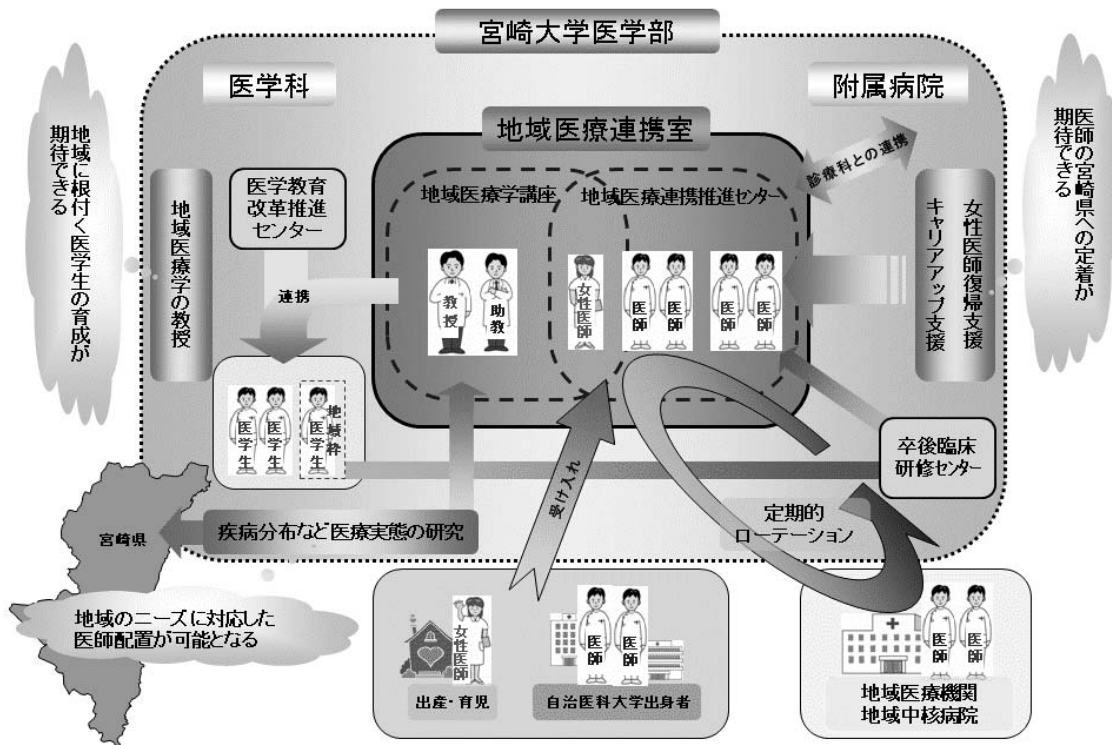 宮崎大学医学部
医学科
附属病院
地域医療連携室
地域に根付く医学生の育成が
期待できる
医師の宮崎県への定着が
期待できる
地域医療学の教授
医学教育
改革推進
センター
地域医療学講座
地域医療連携推進センター
診療科との連携
女性医師復帰支援
キャリアアップ支援
連携
教授
助教
女性医師
医師
医師
医師
医師
医学生
医学生
医学生
地域枠
卒後臨床
研修センター
受け入れ
定期的
ローテーション
宮崎県
疾病分布など医療実態の研究
地域のニーズに対応した
医師配置が可能となる
女性医師
出産・育児
医師
医師
自治医科大学出身者
医師
医師
地域医療機関
地域中核病院